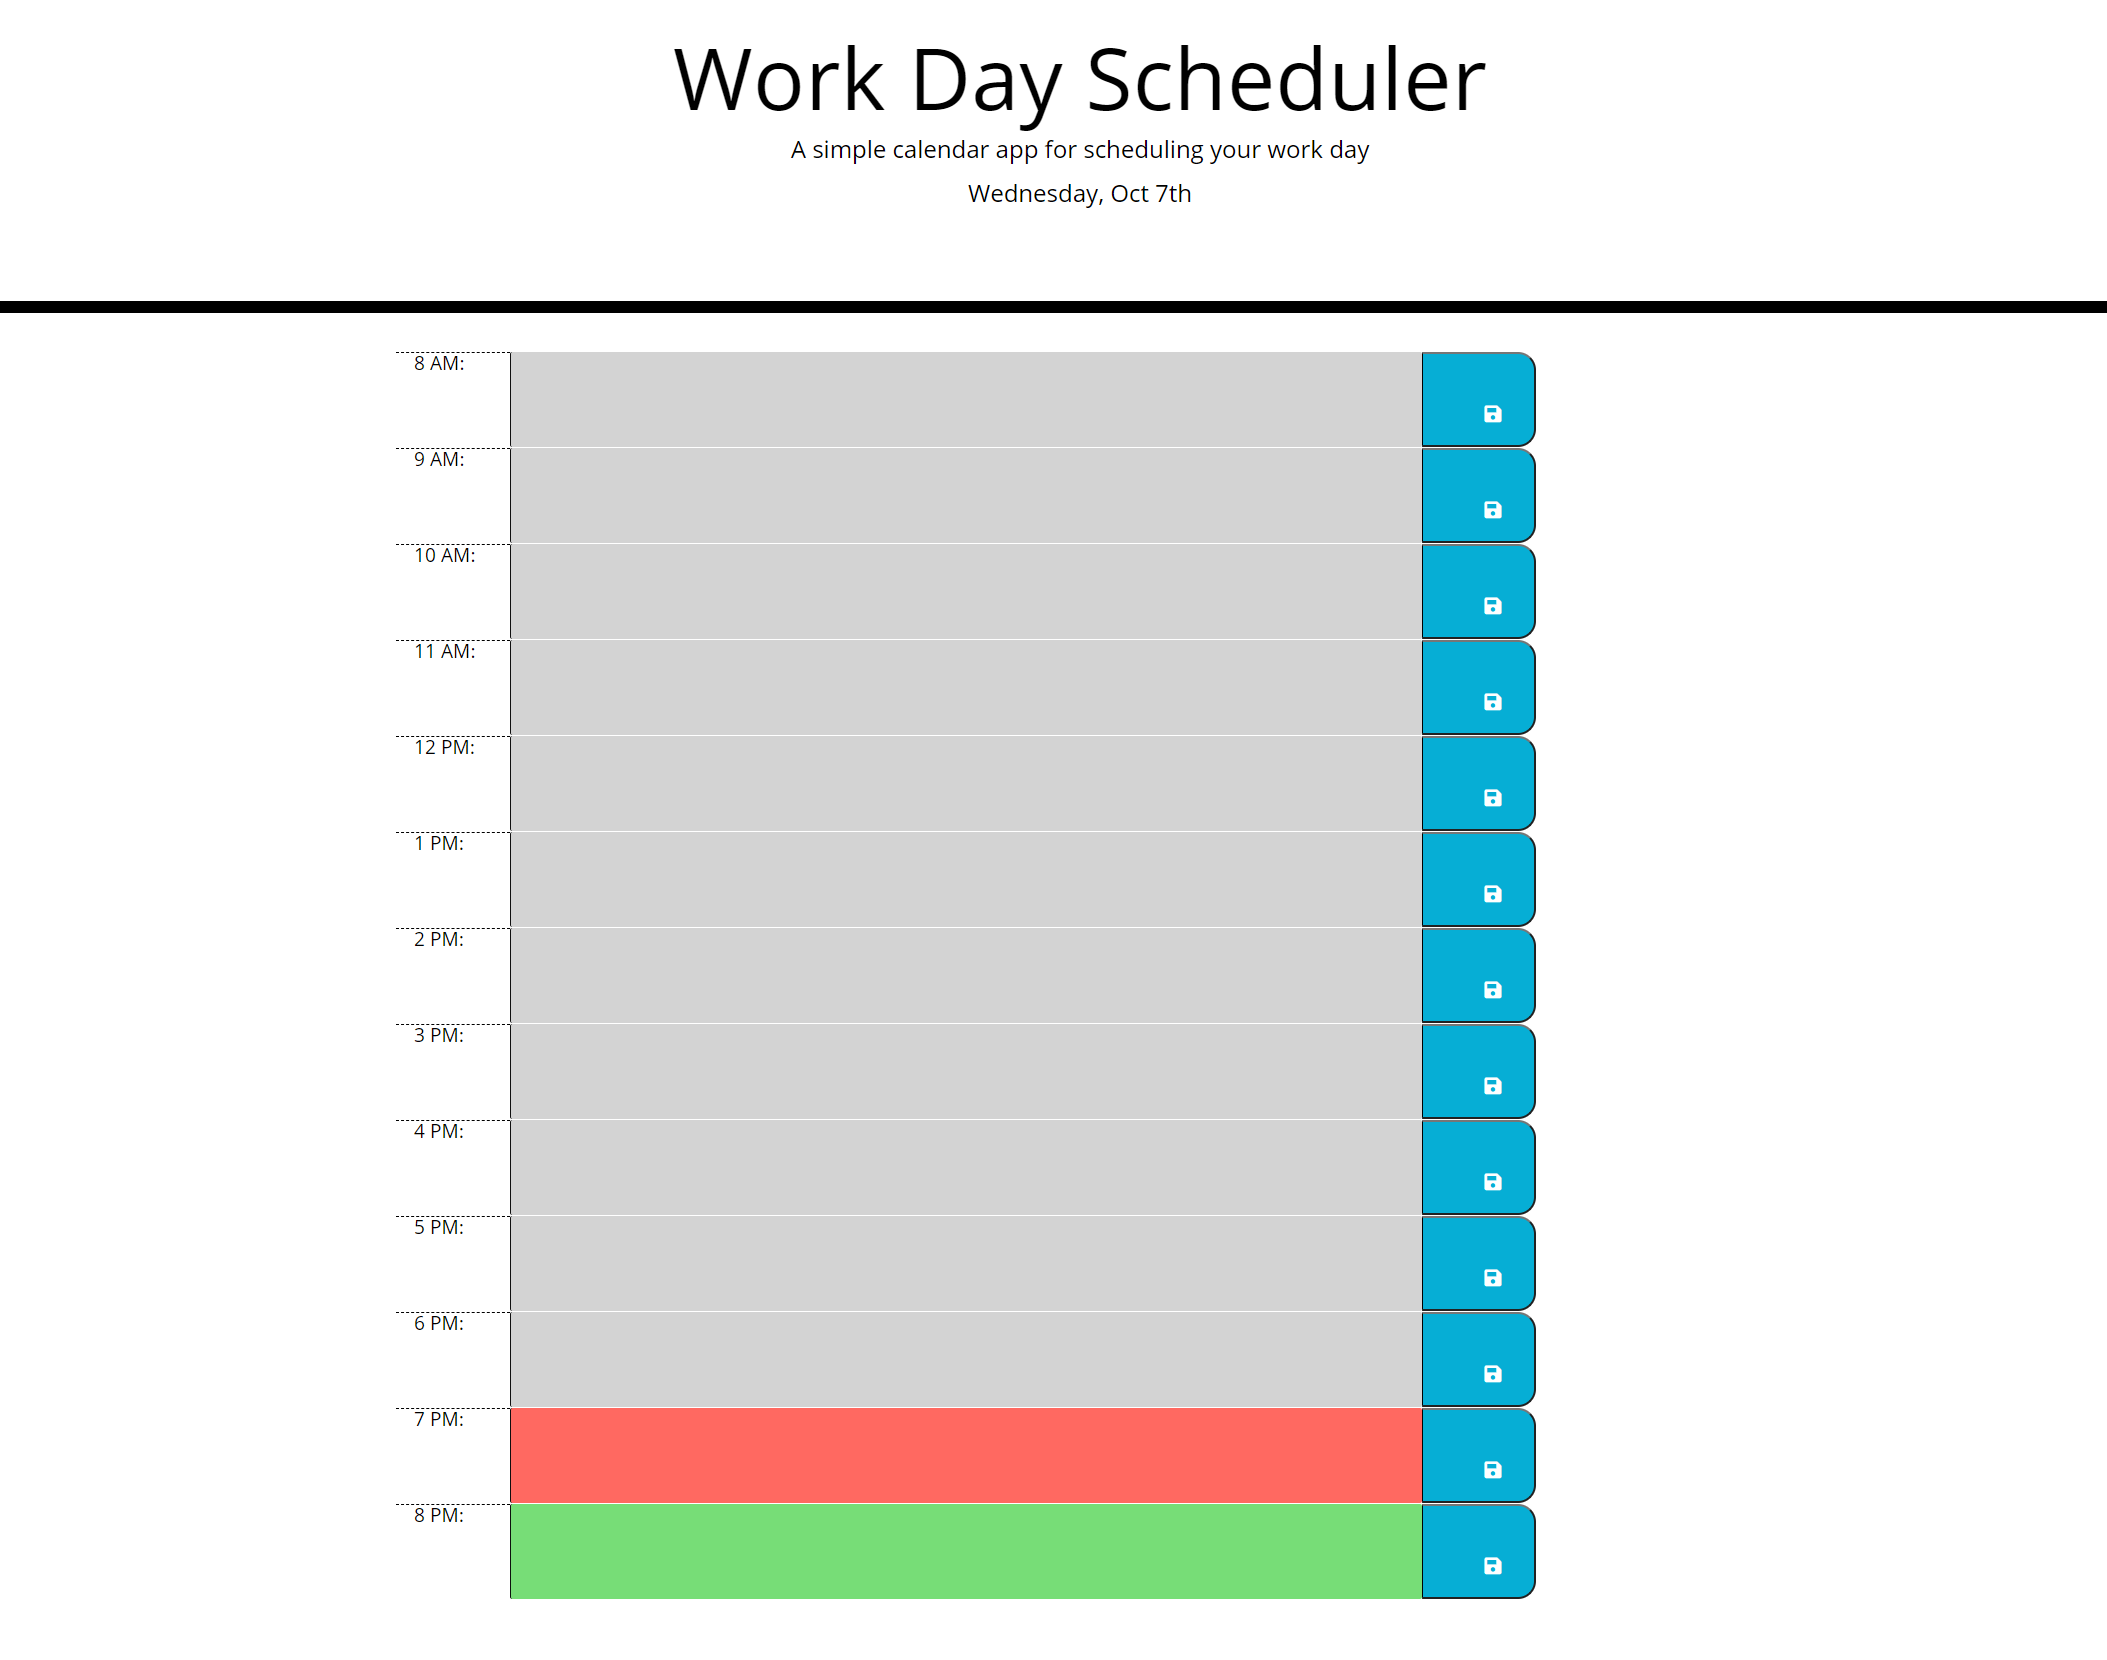 Work Day Scheduler
A simple calendar app for scheduling your work day
Wednesday, Oct 7th
8 AM:
9 AM:
10 AM:
11 AM:
12 PM:
1 PM:
2 PM:
3 PM:
4 PM:
5 PM:
6 PM:
7 PM:
8 PM: